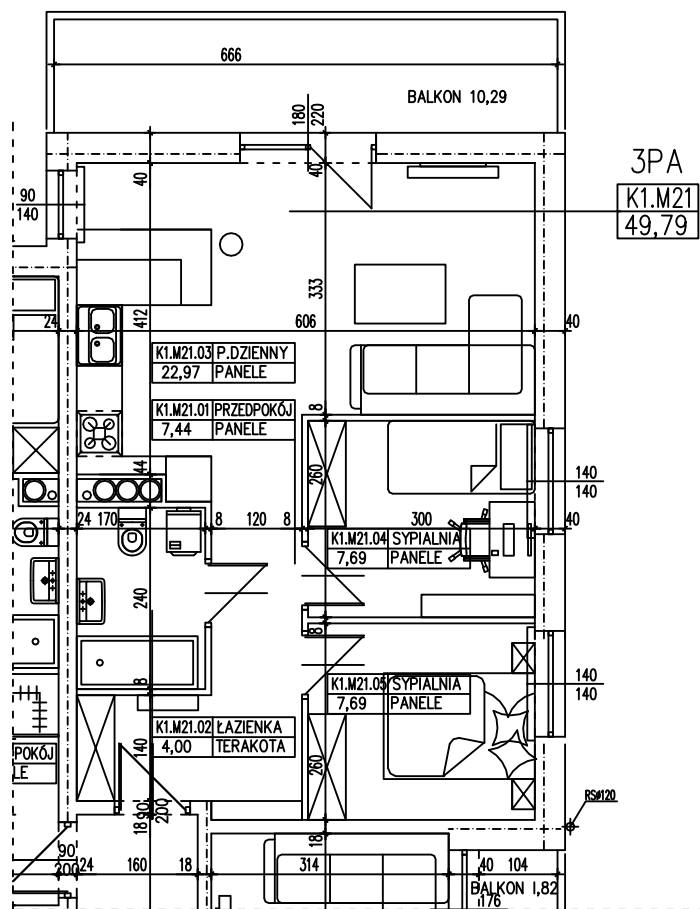 666
BALKON 10,29
180
220
3PA
K1.M21
49,79
90
140
40
40
333
412
24
606
40
K1.M21.03 P.DZIENNY
22,97 PANELE
K1.M21.01 PRZEDPOKÓJ
7,44 PANELE
8
44
260
140
140
24 170
8
120
8
300
40
K1.M21.04 SYPIALNIA
7,69 PANELE
240
8
8
K1.M21.05 SYPIALNIA
7,69 PANELE
140
140
K1.M21.02 ŁAZIENKA
4,00 TERAKOTA
140
260
POKÓJ
LE
18
90
200
18
RSø120
90
200
24
160
18
314
40
104
BALKON 1,82
176